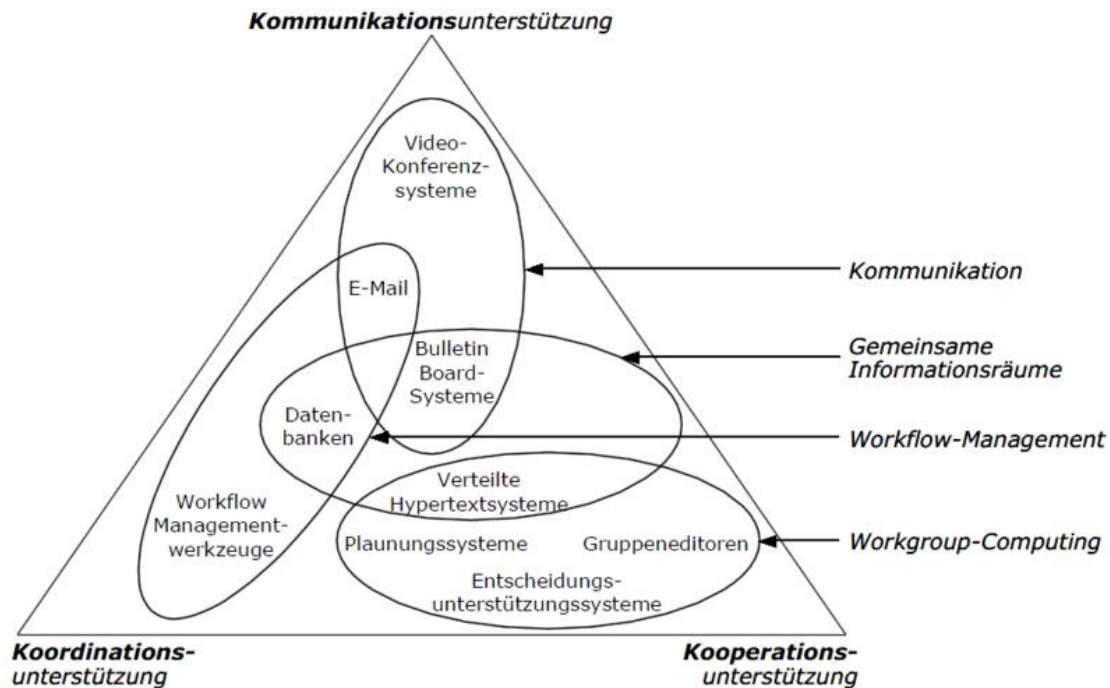 Kommunikationsunterstützung
Video-
Konferenz-
systeme
E-Mail
Kommunikation
Bulletin
Board-
Systeme
Gemeinsame
Informationsräume
Daten-
banken
Workflow-Management
Verteilte
Hypertextsysteme
Workflow
Management-
werkzeuge
Plaunungssysteme
Gruppeneditoren
Workgroup-Computing
Entscheidungs-
unterstützungssysteme
Koordinations-
unterstützung
Kooperations-
unterstützung